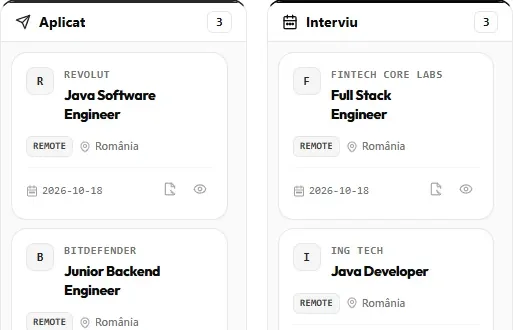 Aplicat
3
R
REVOLUT
Java Software
Engineer
REMOTE
România
2026-10-18
B
BITDEFENDER
Junior Backend
Engineer
REMOTE
România
Interviu
3
F
FINTECH CORE LABS
Full Stack
Engineer
REMOTE
România
2026-10-18
I
ING TECH
Java Developer
REMOTE
România